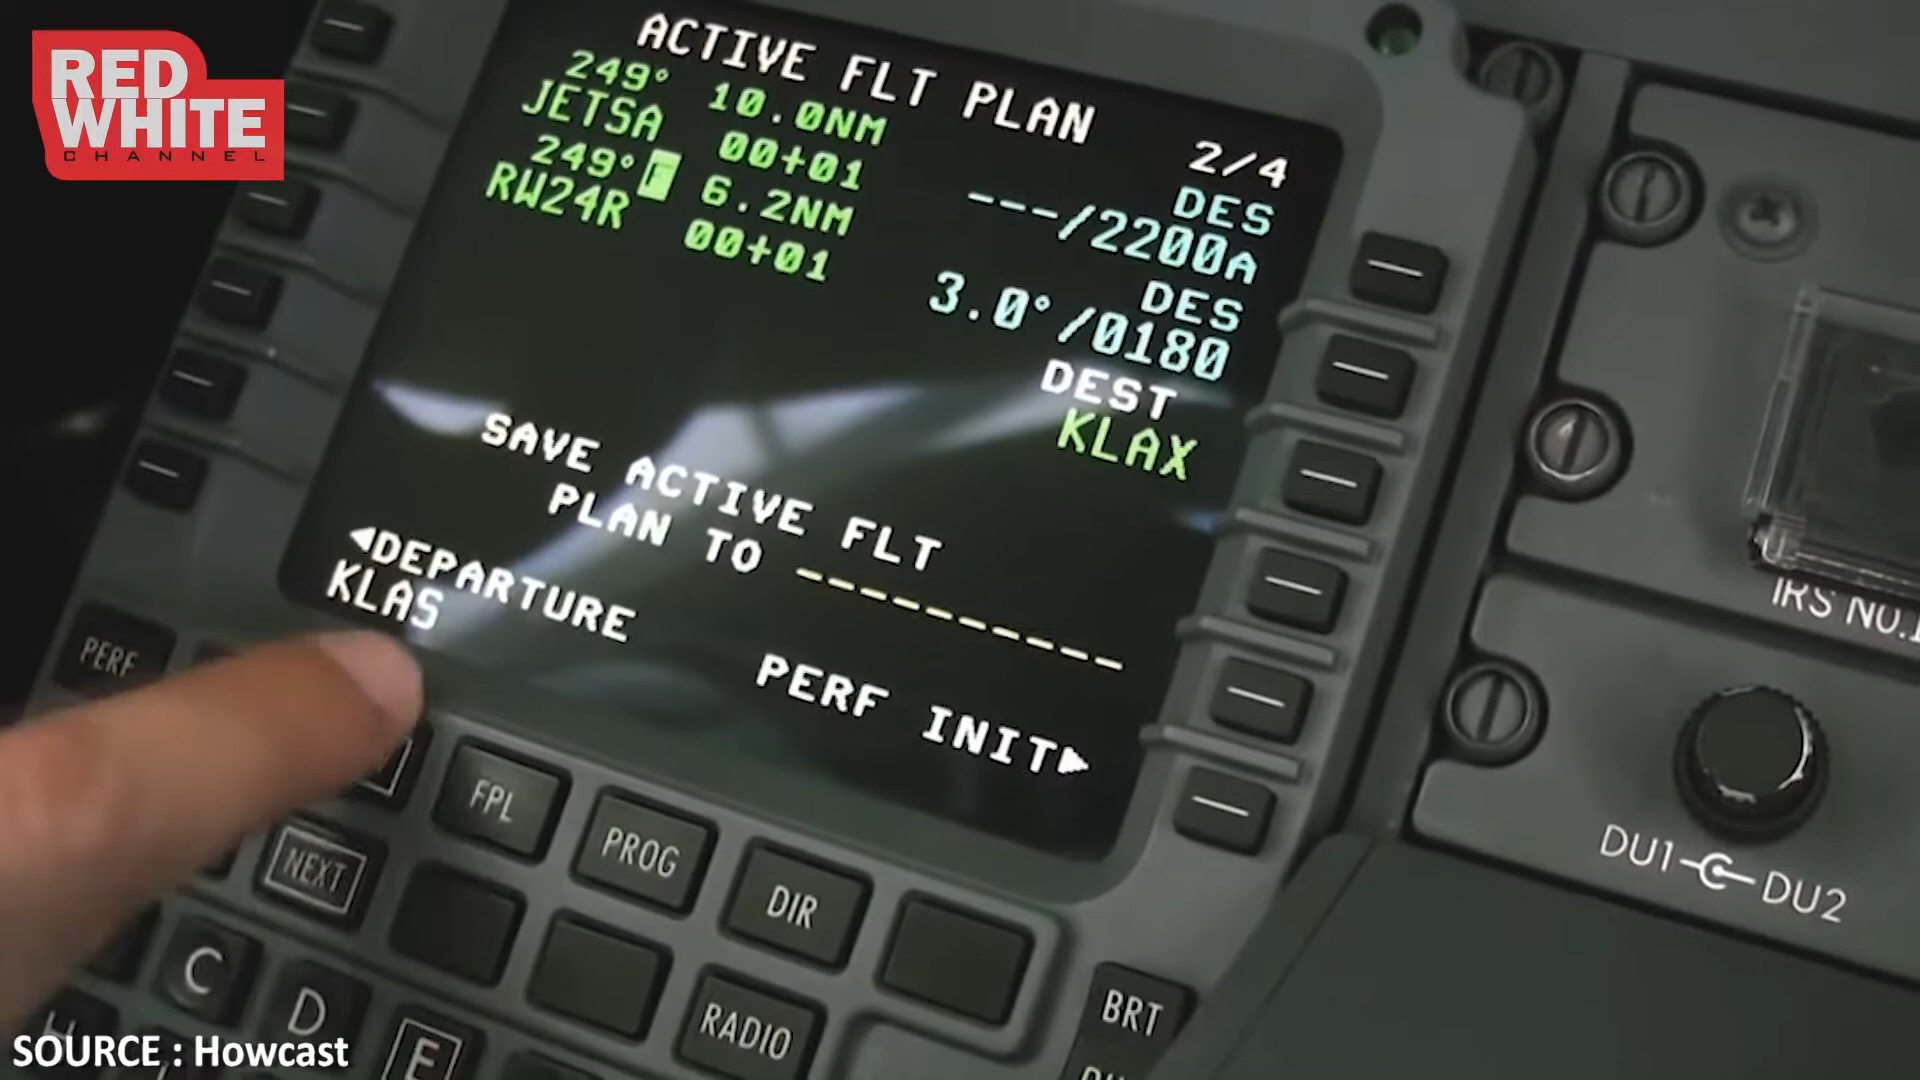 RED
WHITE
CHANNEL
ACTIVE FLT PLAN 2/4
249° 10.0NM DES
JETSA 00+01 ---/2200A
249° F 6.2NM DES
RW24R 00+01 3.0°/0180
DEST
KLAX
SAVE ACTIVE FLT
PLAN TO ---------
◄DEPARTURE
KLAS
PERF INIT►
PERF
FPL
PROG
DIR
NEXT
C
D
E
RADIO
BRT
IRS NO.1
DU1 DU2
SOURCE : Howcast